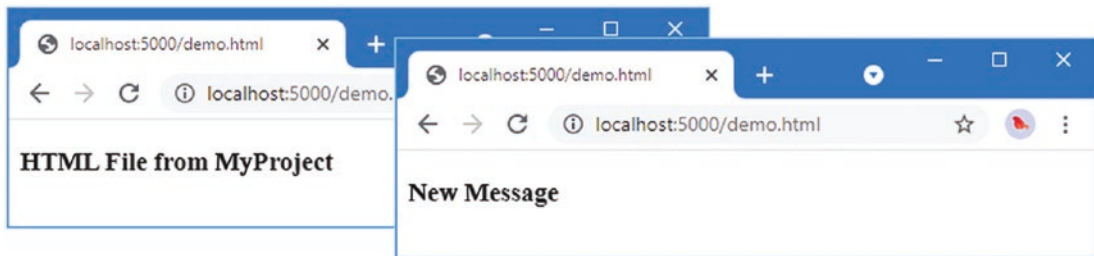 localhost:5000/demo.html
localhost:5000/demo.
HTML File from MyProject
localhost:5000/demo.html
localhost:5000/demo.html
New Message